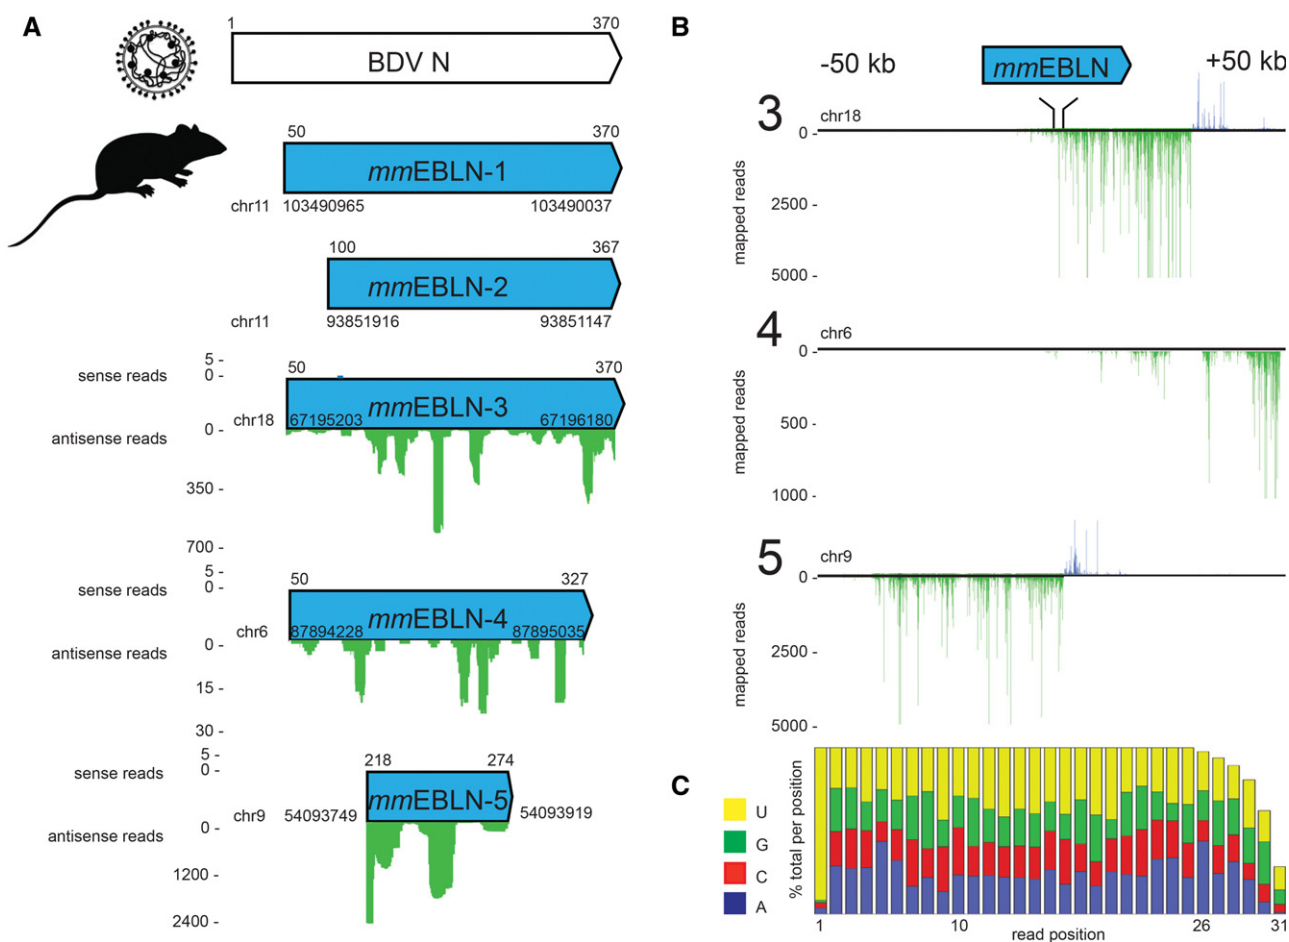 A
1 370
BDV N
50 370
mmEBLN-1
chr11 103490965 103490037
100 367
mmEBLN-2
chr11 93851916 93851147
5 -
sense reads 0 -
50 370
mmEBLN-3
chr18 67195203 67196180
antisense reads 0 -
350 -
700 -
5 -
sense reads 0 -
50 327
mmEBLN-4
chr6 87894228 87895035
antisense reads 0 -
15 -
30 -
5 -
sense reads 0 -
218 274
mmEBLN-5
chr9 54093749 54093919
antisense reads 0 -
1200 -
2400 -
B
-50 kb mmEBLN +50 kb
3 chr18
0 -
mapped reads
2500 -
5000 -
4 chr6
0 -
mapped reads
500 -
1000 -
5 chr9
0 -
mapped reads
2500 -
5000 -
C
U
G
C
A
% total per position
1 10 26 31
read position